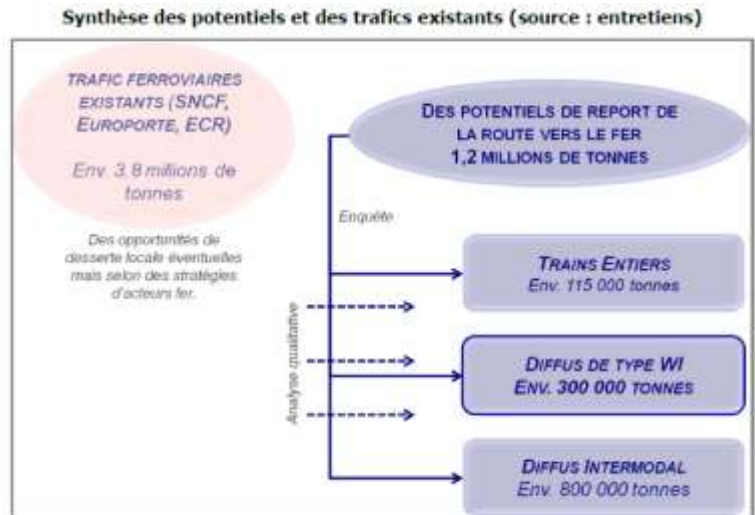 Synthèse des potentiels et des trafics existants (source : entretiens)
TRAFIC FERROVIAIRES
EXISTANTS (SNCF,
EUROPORTE, ECR)
Env. 3.8 millions de
tonnes
Des opportunités de
desserte locale éventuelles
mais selon des stratégies
d'acteurs fer.
DES POTENTIELS DE REPORT DE
LA ROUTE VERS LE FER
1,2 MILLIONS DE TONNES
Enquête
Analyse qualitative
TRAINS ENTIERS
Env. 115 000 tonnes
DIFFUS DE TYPE WI
ENV. 300 000 TONNES
DIFFUS INTERMODAL
Env. 800 000 tonnes